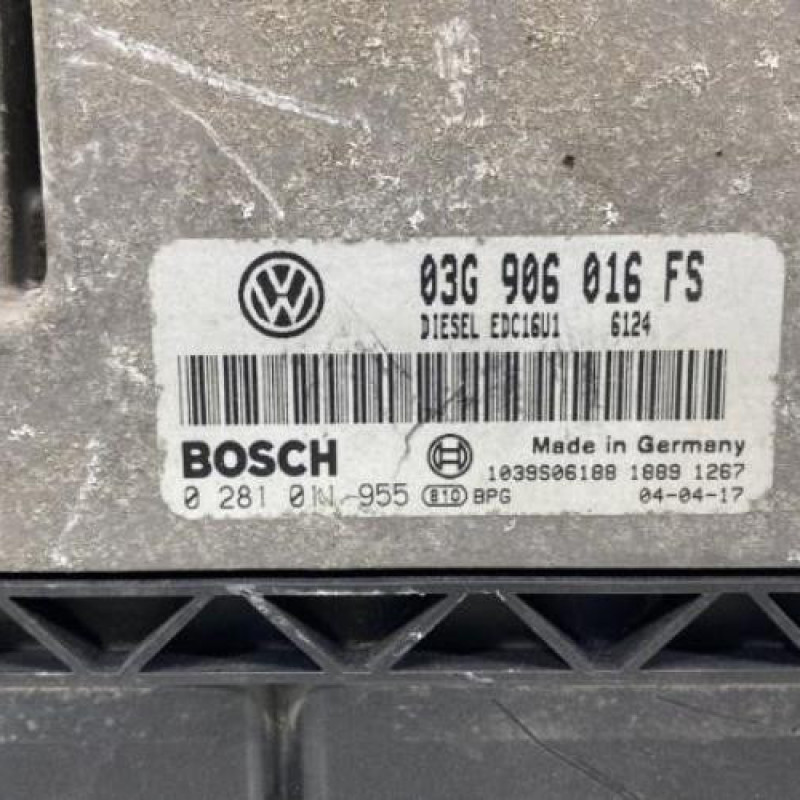 03G 906 016 FS
DIESEL EDC16U1 6124
BOSCH
Made in Germany
1039S06188 1889 1267
0 281 011 955 810 BPG 04-04-17